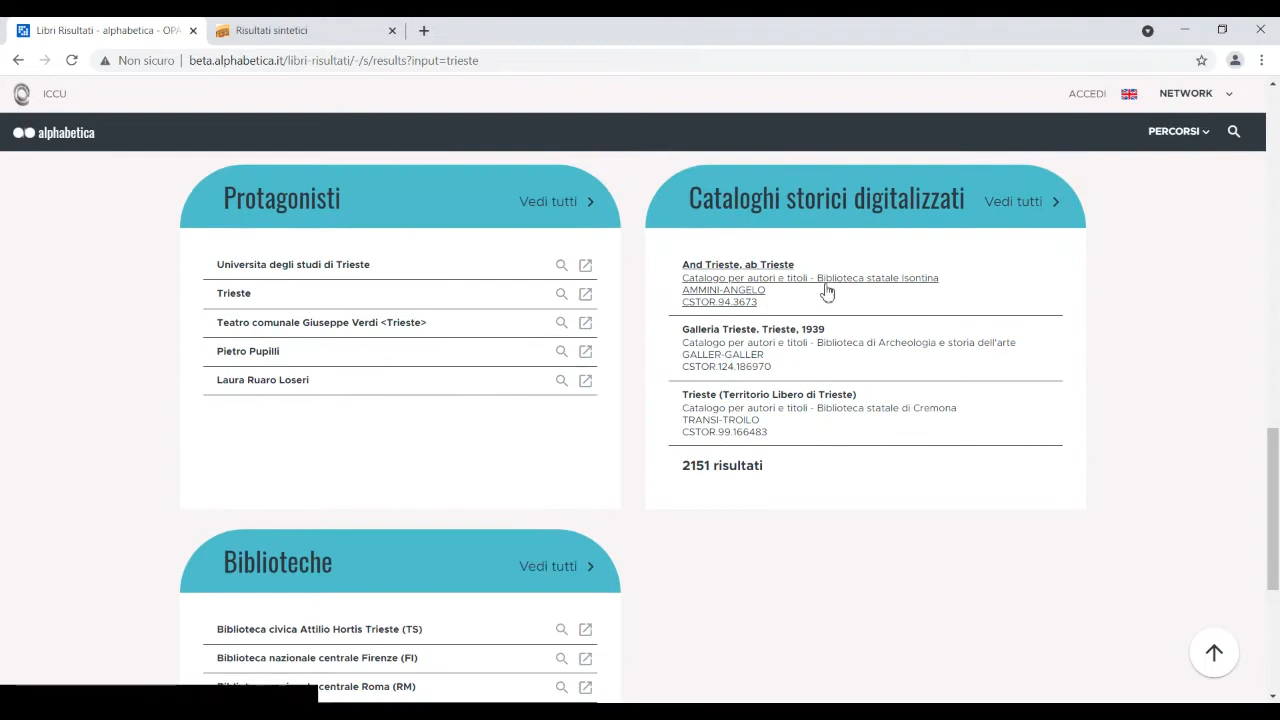 Libri Risultati - alphabetica - OPA
Risultati sintetici
Non sicuro
beta.alphabetica.it/libri-risultati/-/s/results?input=trieste
ICCU
ACCEDI
NETWORK
alphabetica
PERCORSI
Protagonisti
Vedi tutti
Universita degli studi di Trieste
Trieste
Teatro comunale Giuseppe Verdi <Trieste>
Pietro Pupilli
Laura Ruaro Loseri
Cataloghi storici digitalizzati
Vedi tutti
And Trieste. ab Trieste
Catalogo per autori e titoli - Biblioteca statale Isontina
AMMINI-ANGELO
CSTOR.94.3673
Galleria Trieste. Trieste, 1939
Catalogo per autori e titoli - Biblioteca di Archeologia e storia dell'arte
GALLER-GALLER
CSTOR.124.186970
Trieste (Territorio Libero di Trieste)
Catalogo per autori e titoli - Biblioteca statale di Cremona
TRANSI-TROILO
CSTOR.99.166483
2151 risultati
Biblioteche
Vedi tutti
Biblioteca civica Attilio Hortis Trieste (TS)
Biblioteca nazionale centrale Firenze (FI)
centrale Roma (RM)